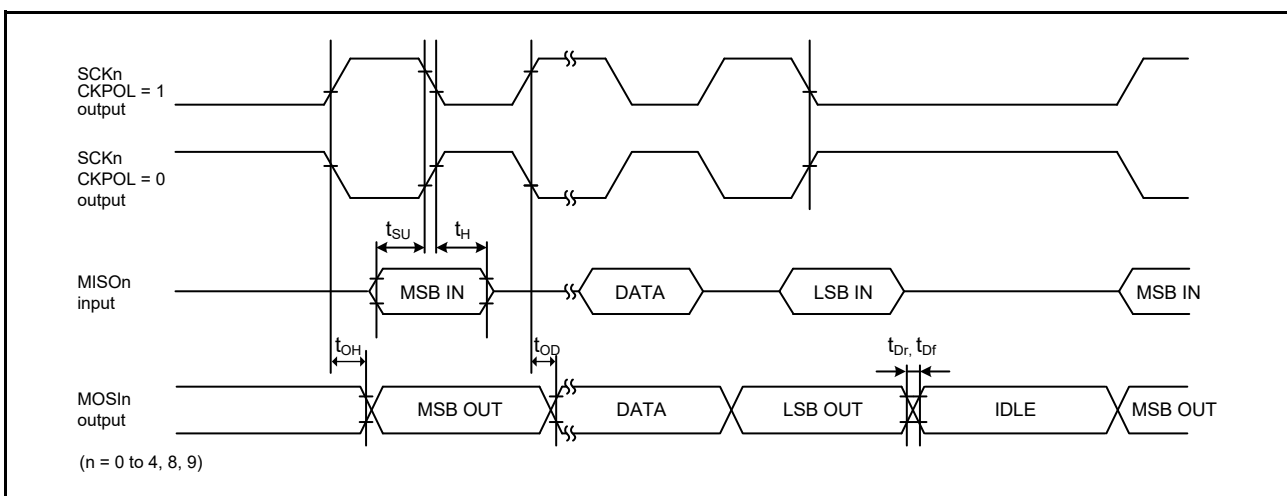 SCKn
CKPOL = 1
output
SCKn
CKPOL = 0
output
tSU
tH
MISOn
input
MSB IN
DATA
LSB IN
MSB IN
tOH
tOD
tDr, tDf
MOSIn
output
MSB OUT
DATA
LSB OUT
IDLE
MSB OUT
(n = 0 to 4, 8, 9)